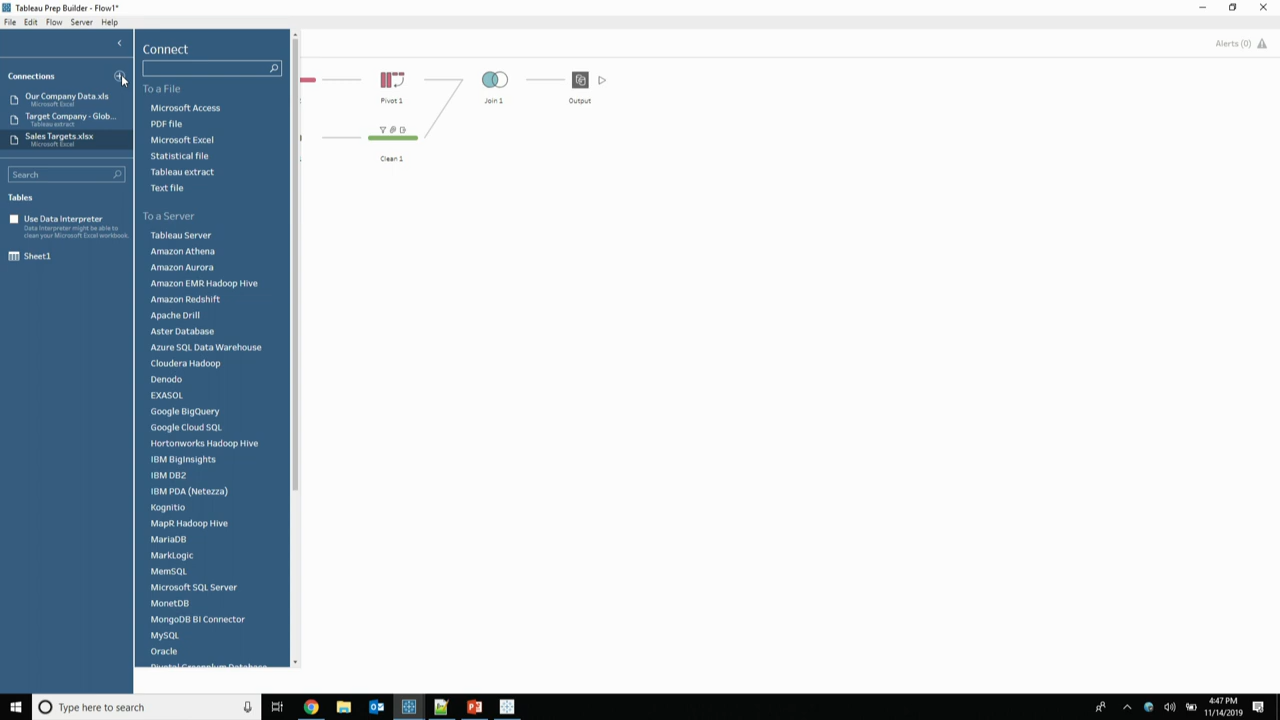 Tableau Prep Builder - Flow1*
File Edit Flow Server Help
Alerts (0)
Connections
Our Company Data.xls
Microsoft Excel
Target Company - Glob...
Tableau extract
Sales Targets.xlsx
Microsoft Excel
Search
Tables
Use Data Interpreter
Data Interpreter might be able to
clean your Microsoft Excel workbook.
Sheet1
Connect
To a File
Microsoft Access
PDF file
Microsoft Excel
Statistical file
Tableau extract
Text file
To a Server
Tableau Server
Amazon Athena
Amazon Aurora
Amazon EMR Hadoop Hive
Amazon Redshift
Apache Drill
Aster Database
Azure SQL Data Warehouse
Cloudera Hadoop
Denodo
EXASOL
Google BigQuery
Google Cloud SQL
Hortonworks Hadoop Hive
IBM BigInsights
IBM DB2
IBM PDA (Netezza)
Kognitio
MapR Hadoop Hive
MariaDB
MarkLogic
MemSQL
Microsoft SQL Server
MonetDB
MongoDB BI Connector
MySQL
Oracle
Pivotal Greenplum Database
Pivot 1
Join 1
Output
Clean 1
Type here to search
4:47 PM
11/14/2019